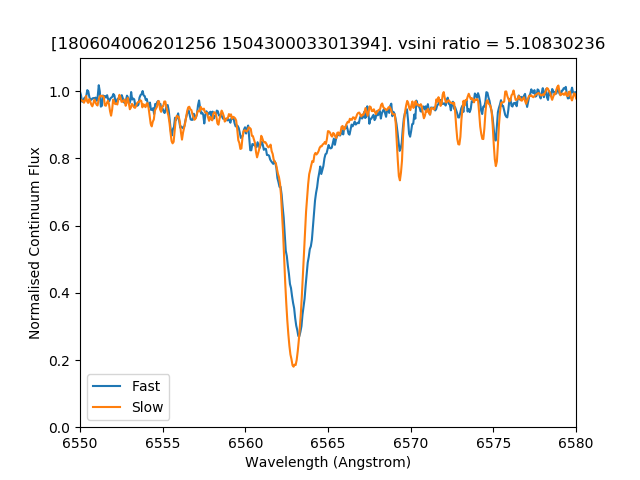 [180604006201256 150430003301394]. vsini ratio = 5.10830236
Normalised Continuum Flux
1.0
0.8
0.6
0.4
0.2
0.0
Fast
Slow
6550 6555 6560 6565 6570 6575 6580
Wavelength (Angstrom)